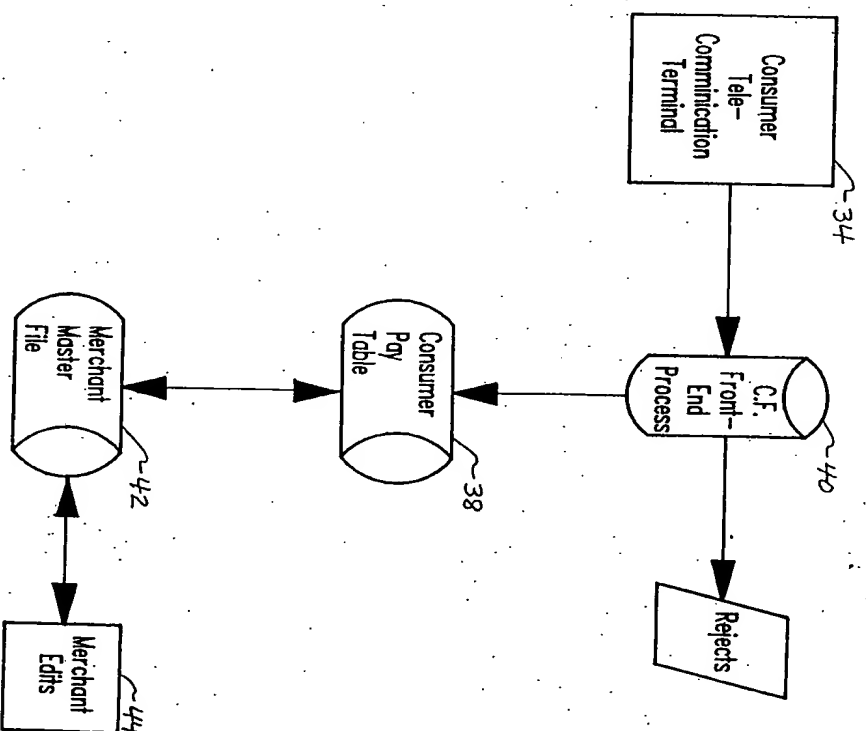 Consumer
Tele-
Comminication
Terminal
34
C.F.
Front-
End
Process
40
Rejects
Consumer
Pay
Table
38
Merchant
Master
File
42
Merchant
Edits
44